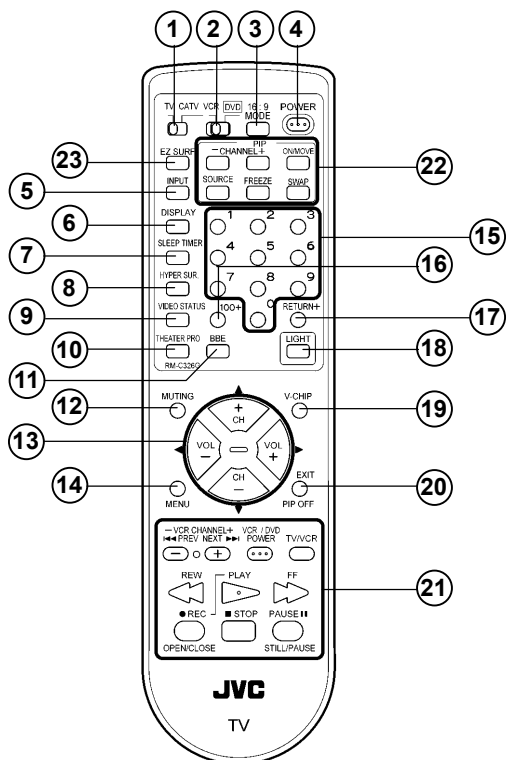 1 2 3 4
TV CATV VCR DVD 16:9 MODE POWER
PIP
23 EZ SURF – CHANNEL + ON/MOVE 22
5 INPUT SOURCE FREEZE SWAP
6 DISPLAY 1 2 3
7 SLEEP TIMER 4 5 6 15
8 HYPER SUR. 7 8 9 16
9 VIDEO STATUS 100+ 0 RETURN+ 17
10 THEATER PRO BBE LIGHT 18
RM-C326G
11
12 MUTING V-CHIP 19
+
CH
13 VOL – VOL +
CH
–
14 MENU EXIT 20
PIP OFF
– VCR CHANNEL + VCR / DVD
⏮ PREV NEXT ⏭ POWER TV/VCR
– +
REW PLAY FF 21
● REC ■ STOP PAUSE ⏸
OPEN/CLOSE STILL/PAUSE
JVC
TV